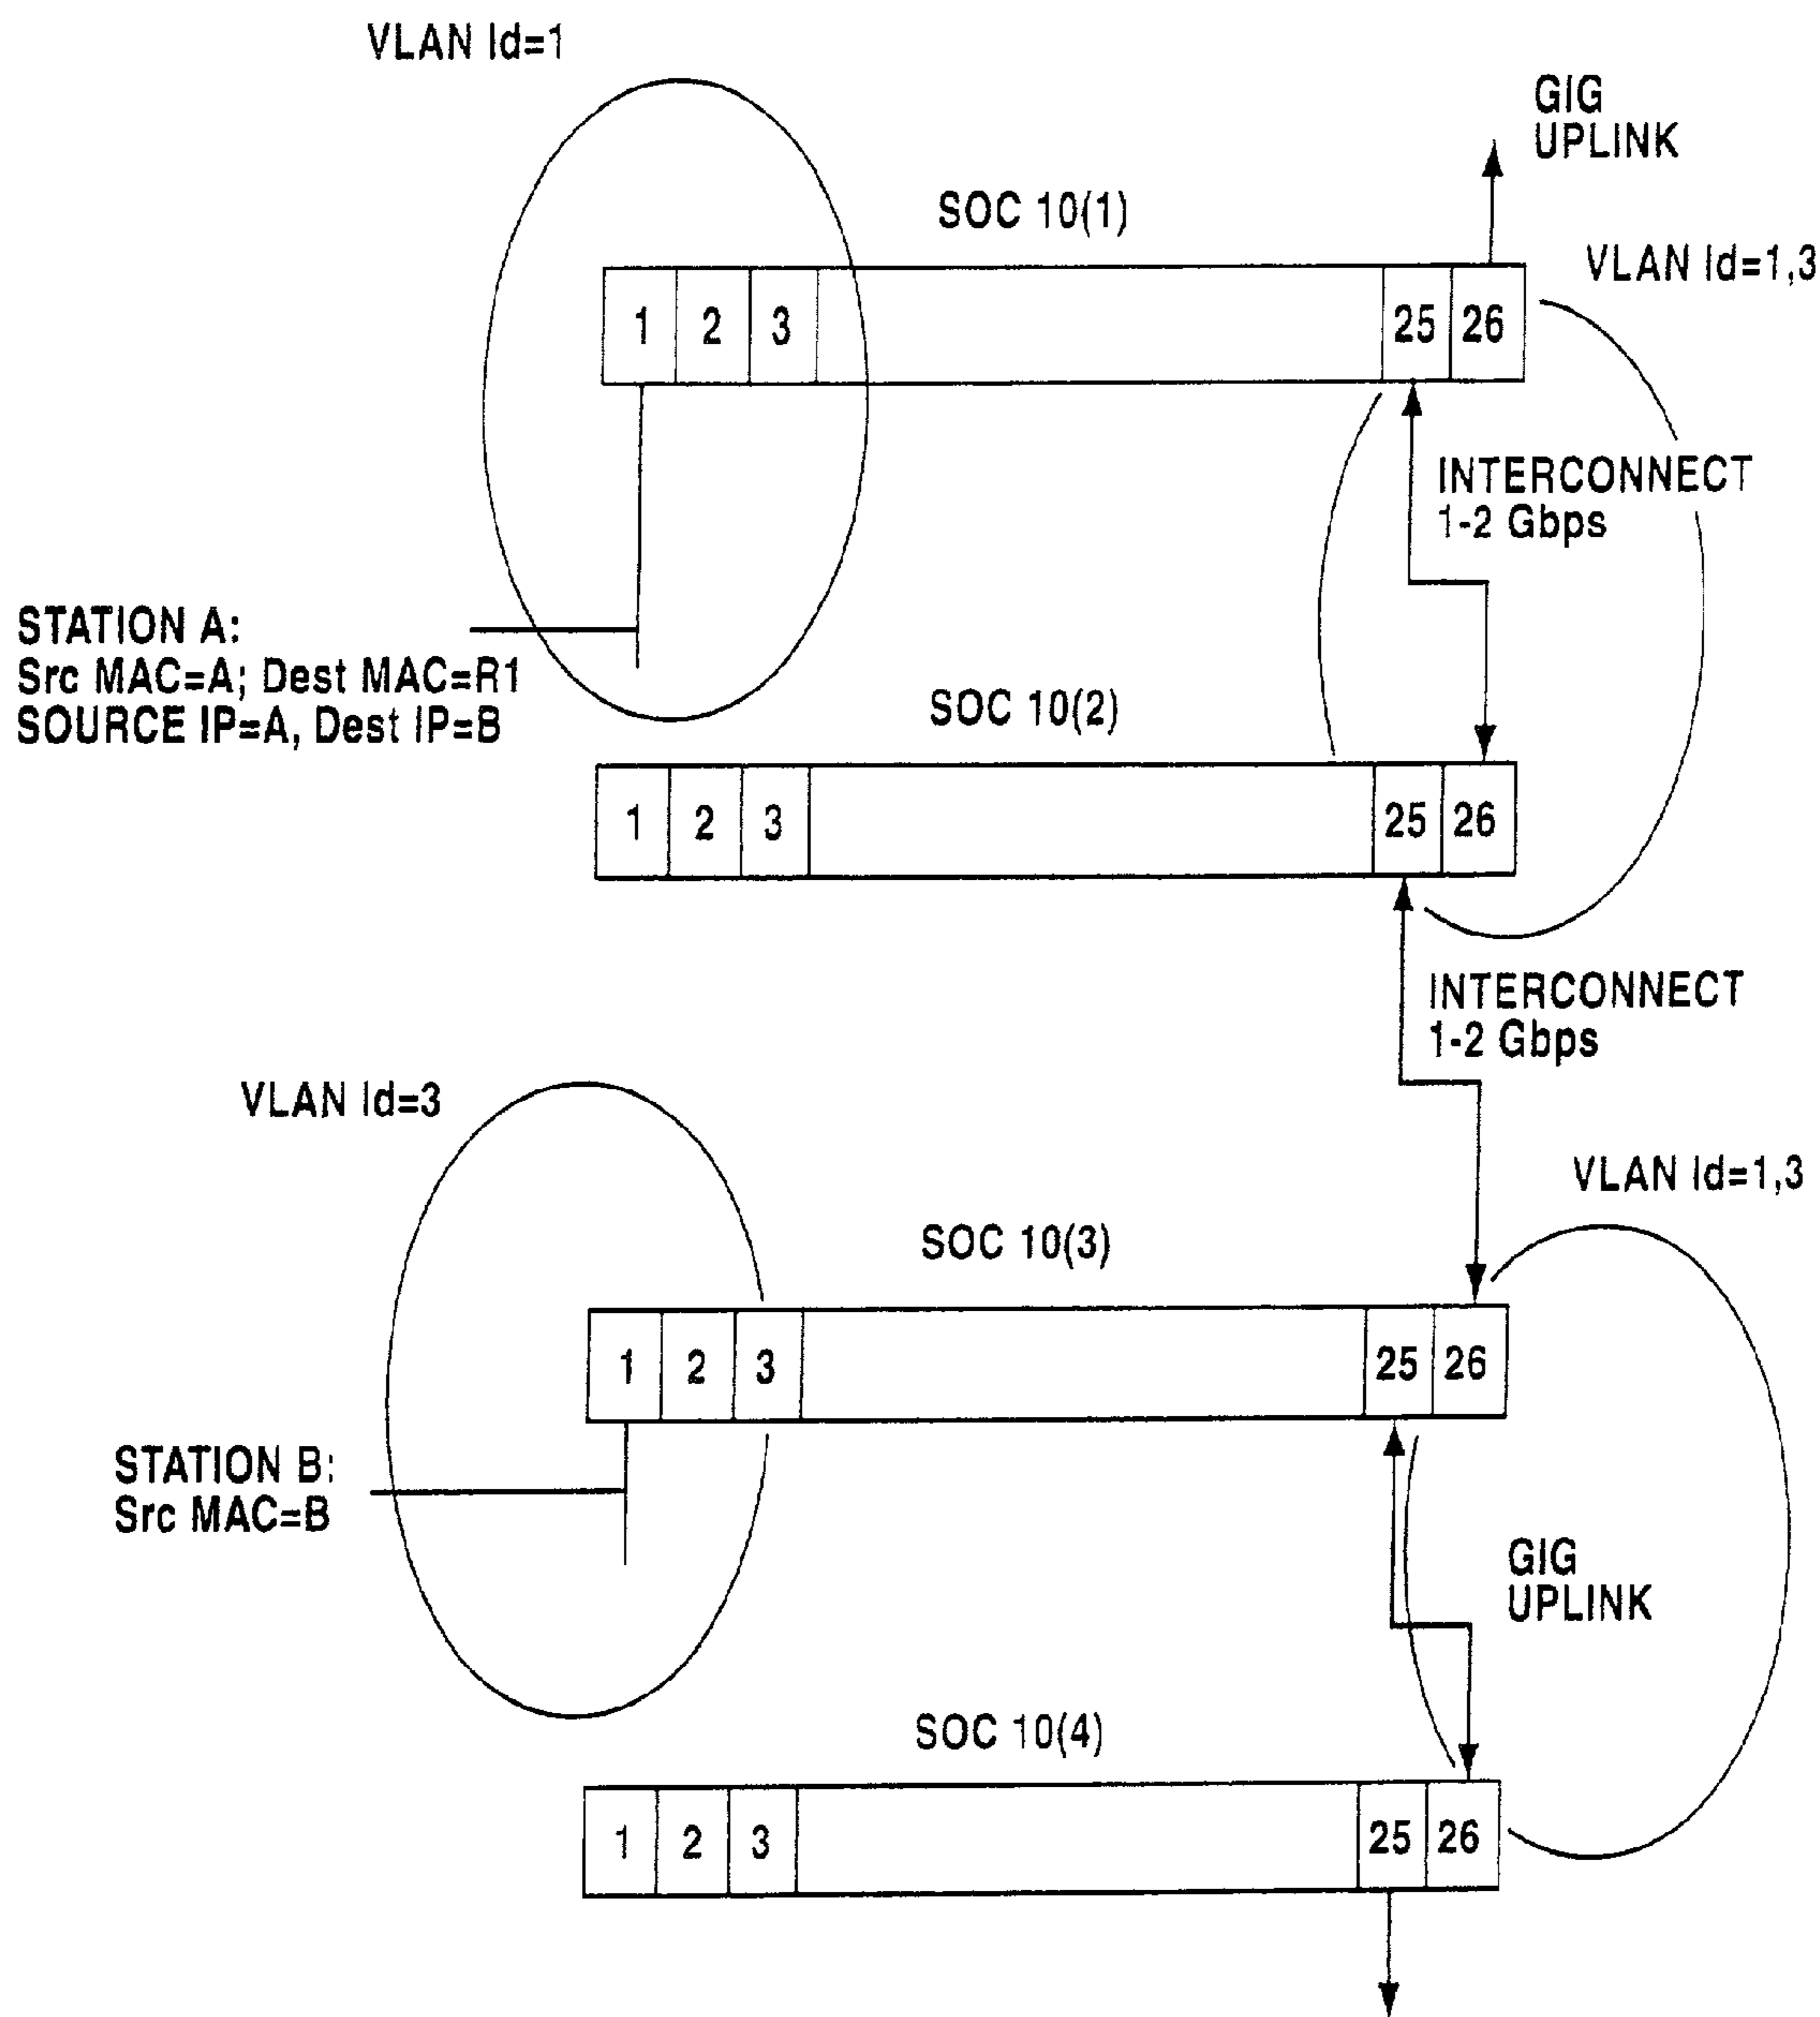 VLAN Id=1
GIG
UPLINK
SOC 10(1)
VLAN Id=1,3
1 2 3 25 26
INTERCONNECT
1-2 Gbps
STATION A:
Src MAC=A; Dest MAC=R1
SOURCE IP=A, Dest IP=B
SOC 10(2)
1 2 3 25 26
INTERCONNECT
1-2 Gbps
VLAN Id=3
VLAN Id=1,3
SOC 10(3)
1 2 3 25 26
STATION B:
Src MAC=B
GIG
UPLINK
SOC 10(4)
1 2 3 25 26